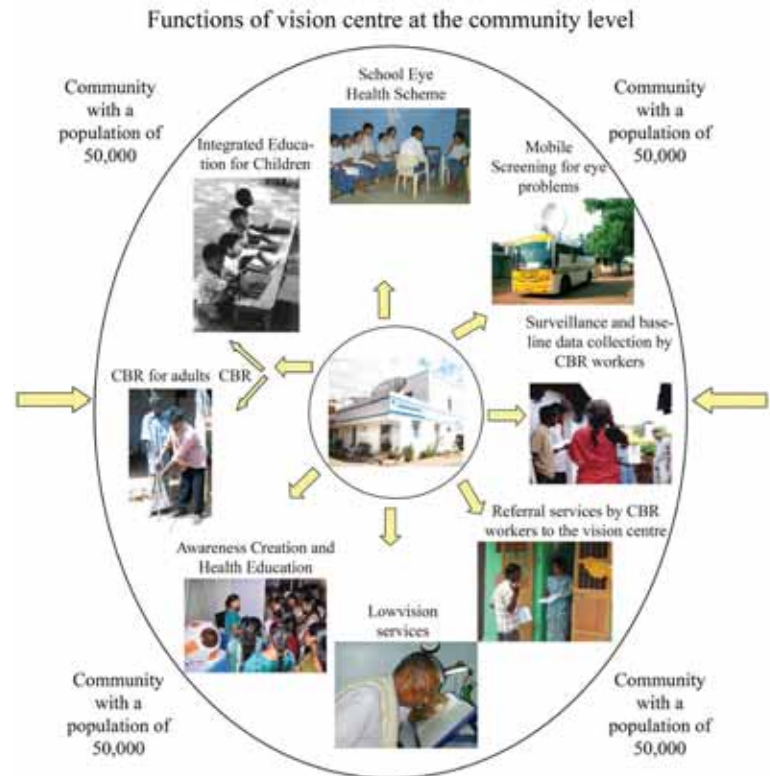 Functions of vision centre at the community level
Community
with a
population of
50,000
School Eye
Health Scheme
Community
with a
population of
50,000
Integrated Educa-
tion for Children
Mobile
Screening for eye
problems
Surveillance and base-
line data collection by
CBR workers
CBR for adults
CBR
Referral services by CBR
workers to the vision centre
Awareness Creation and
Health Education
Lowvision
services
Community
with a
population of
50,000
Community
with a
population of
50,000